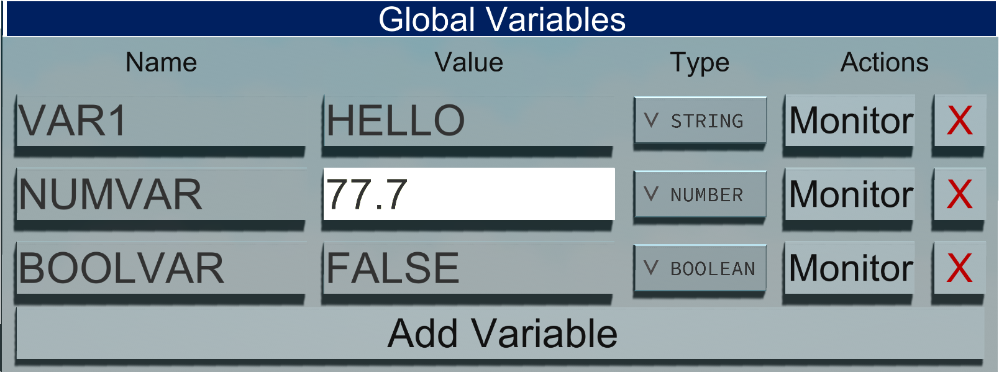 Global Variables
Name Value Type Actions
VAR1 HELLO STRING Monitor X
NUMVAR 77.7 NUMBER Monitor X
BOOLVAR FALSE BOOLEAN Monitor X
Add Variable